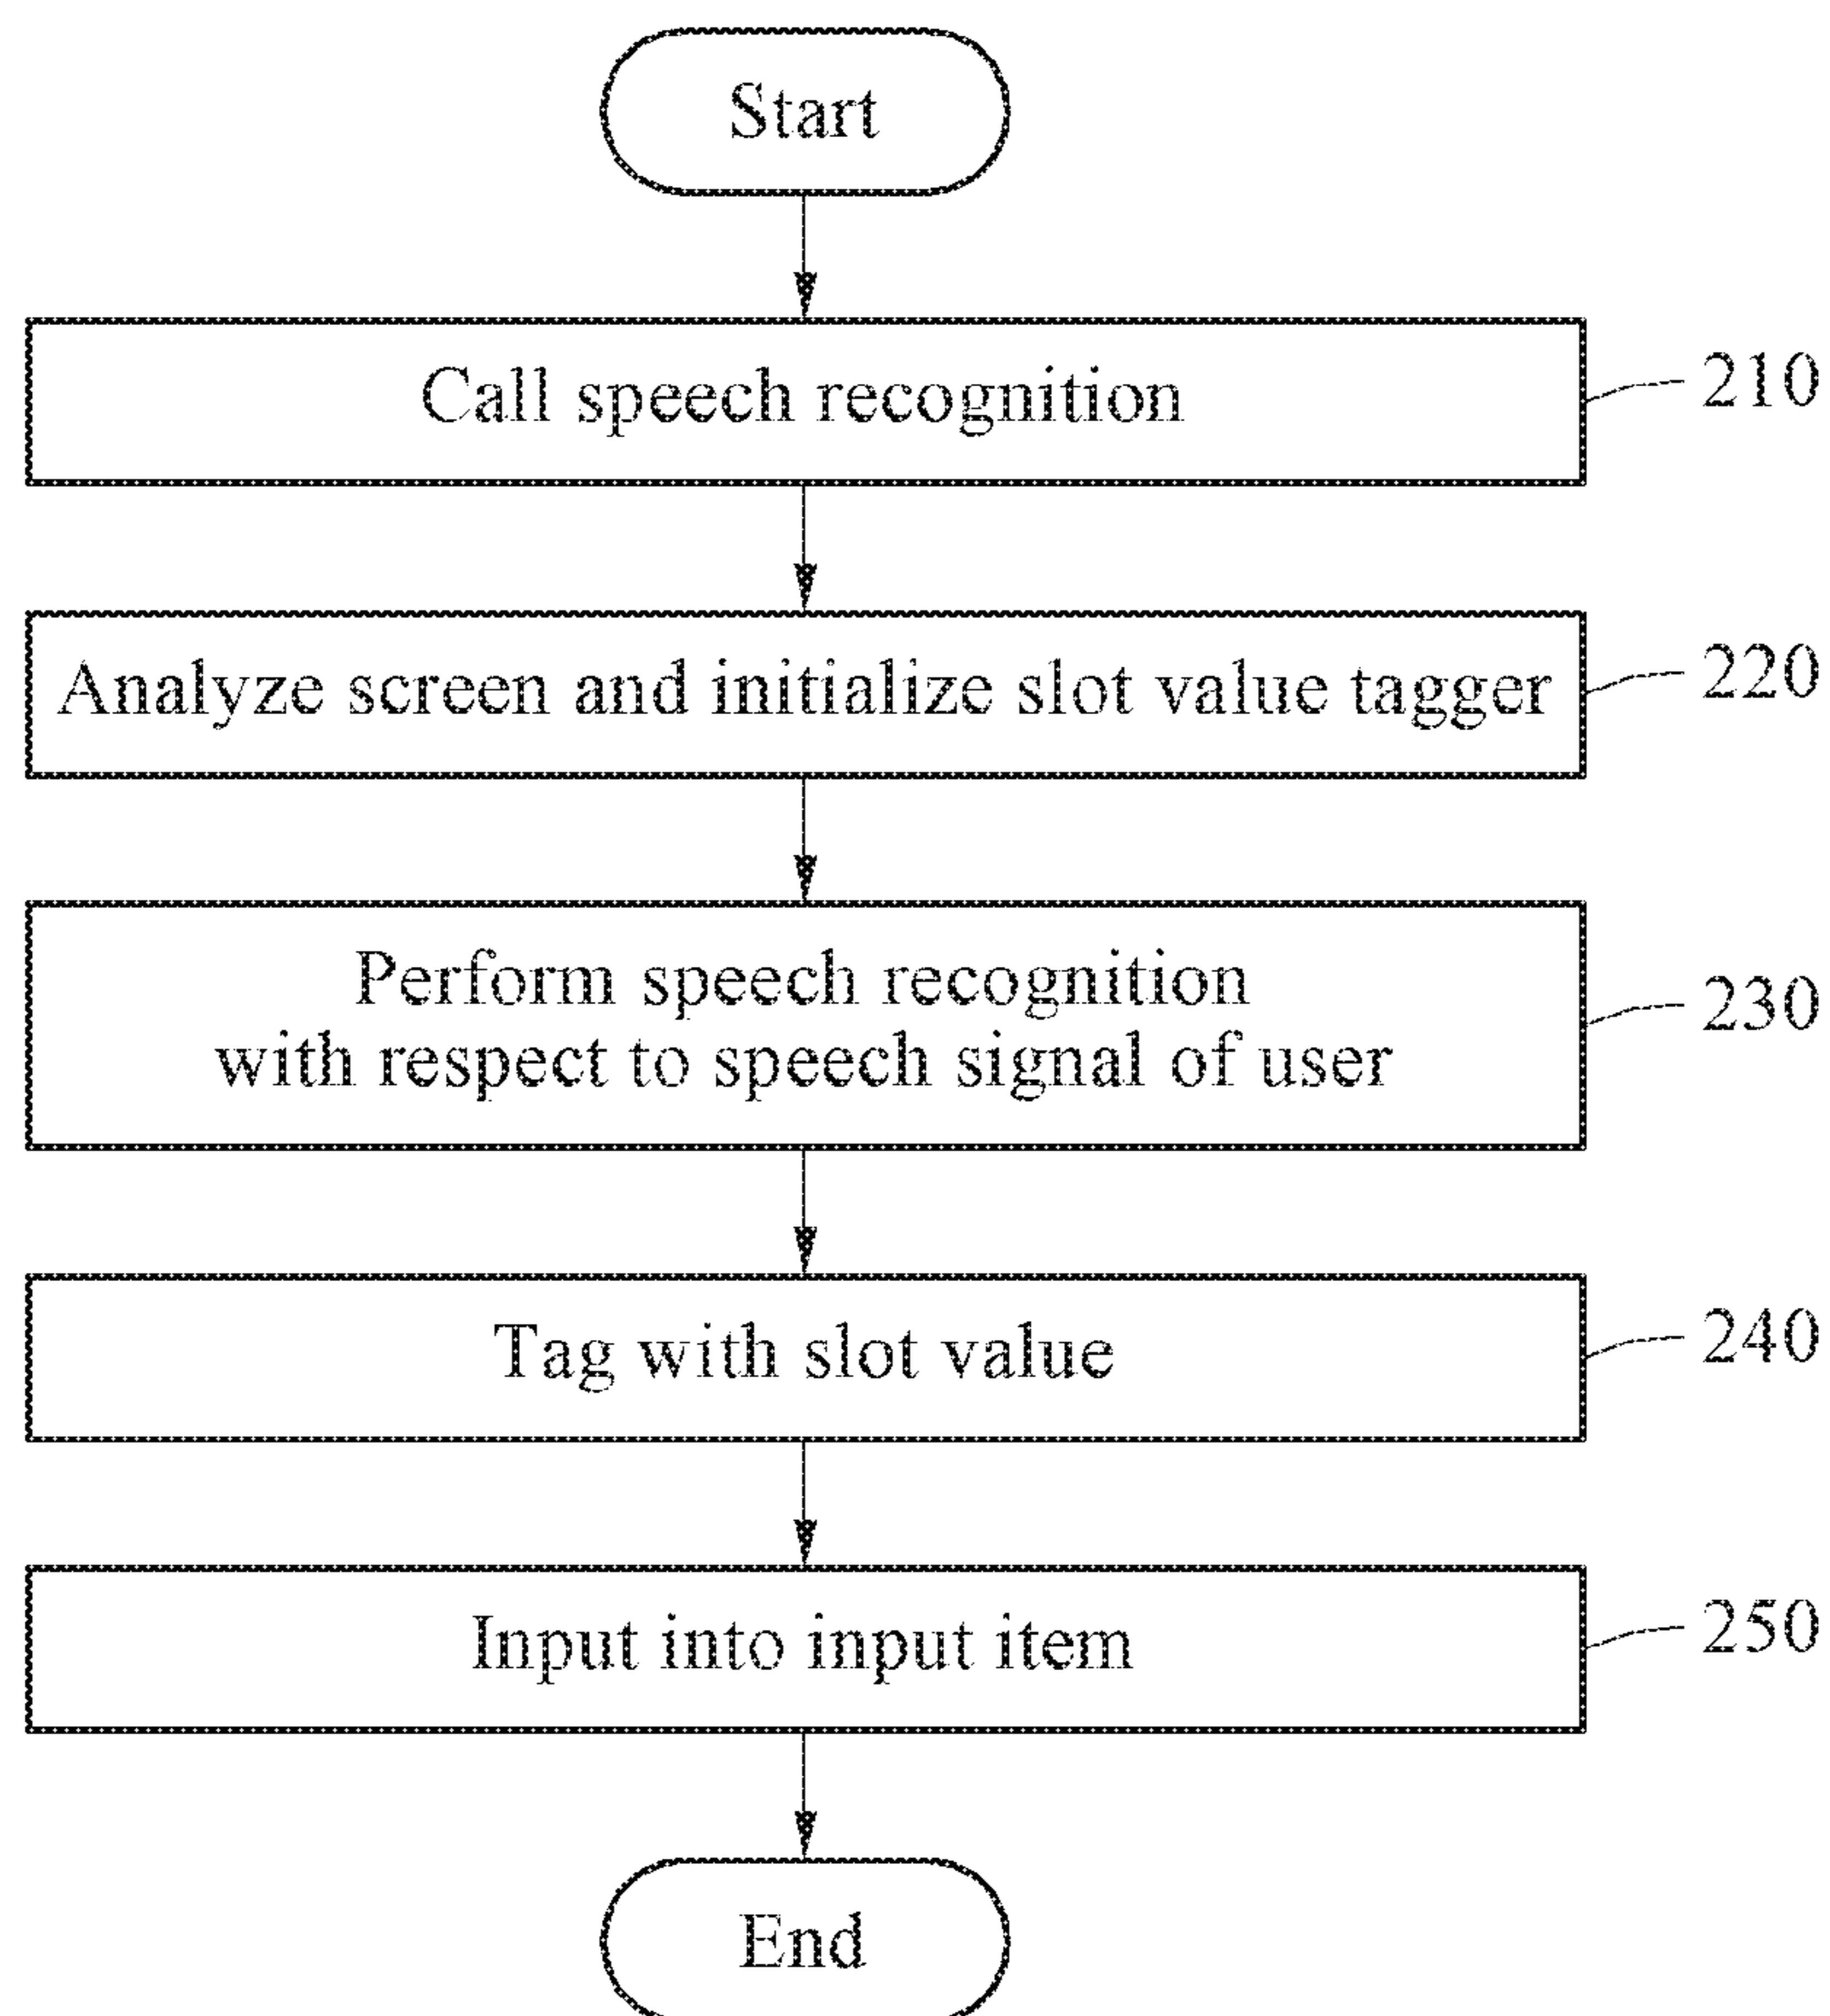 Start
Call speech recognition
210
Analyze screen and initialize slot value tagger
220
Perform speech recognition
with respect to speech signal of user
230
Tag with slot value
240
Input into input item
250
End